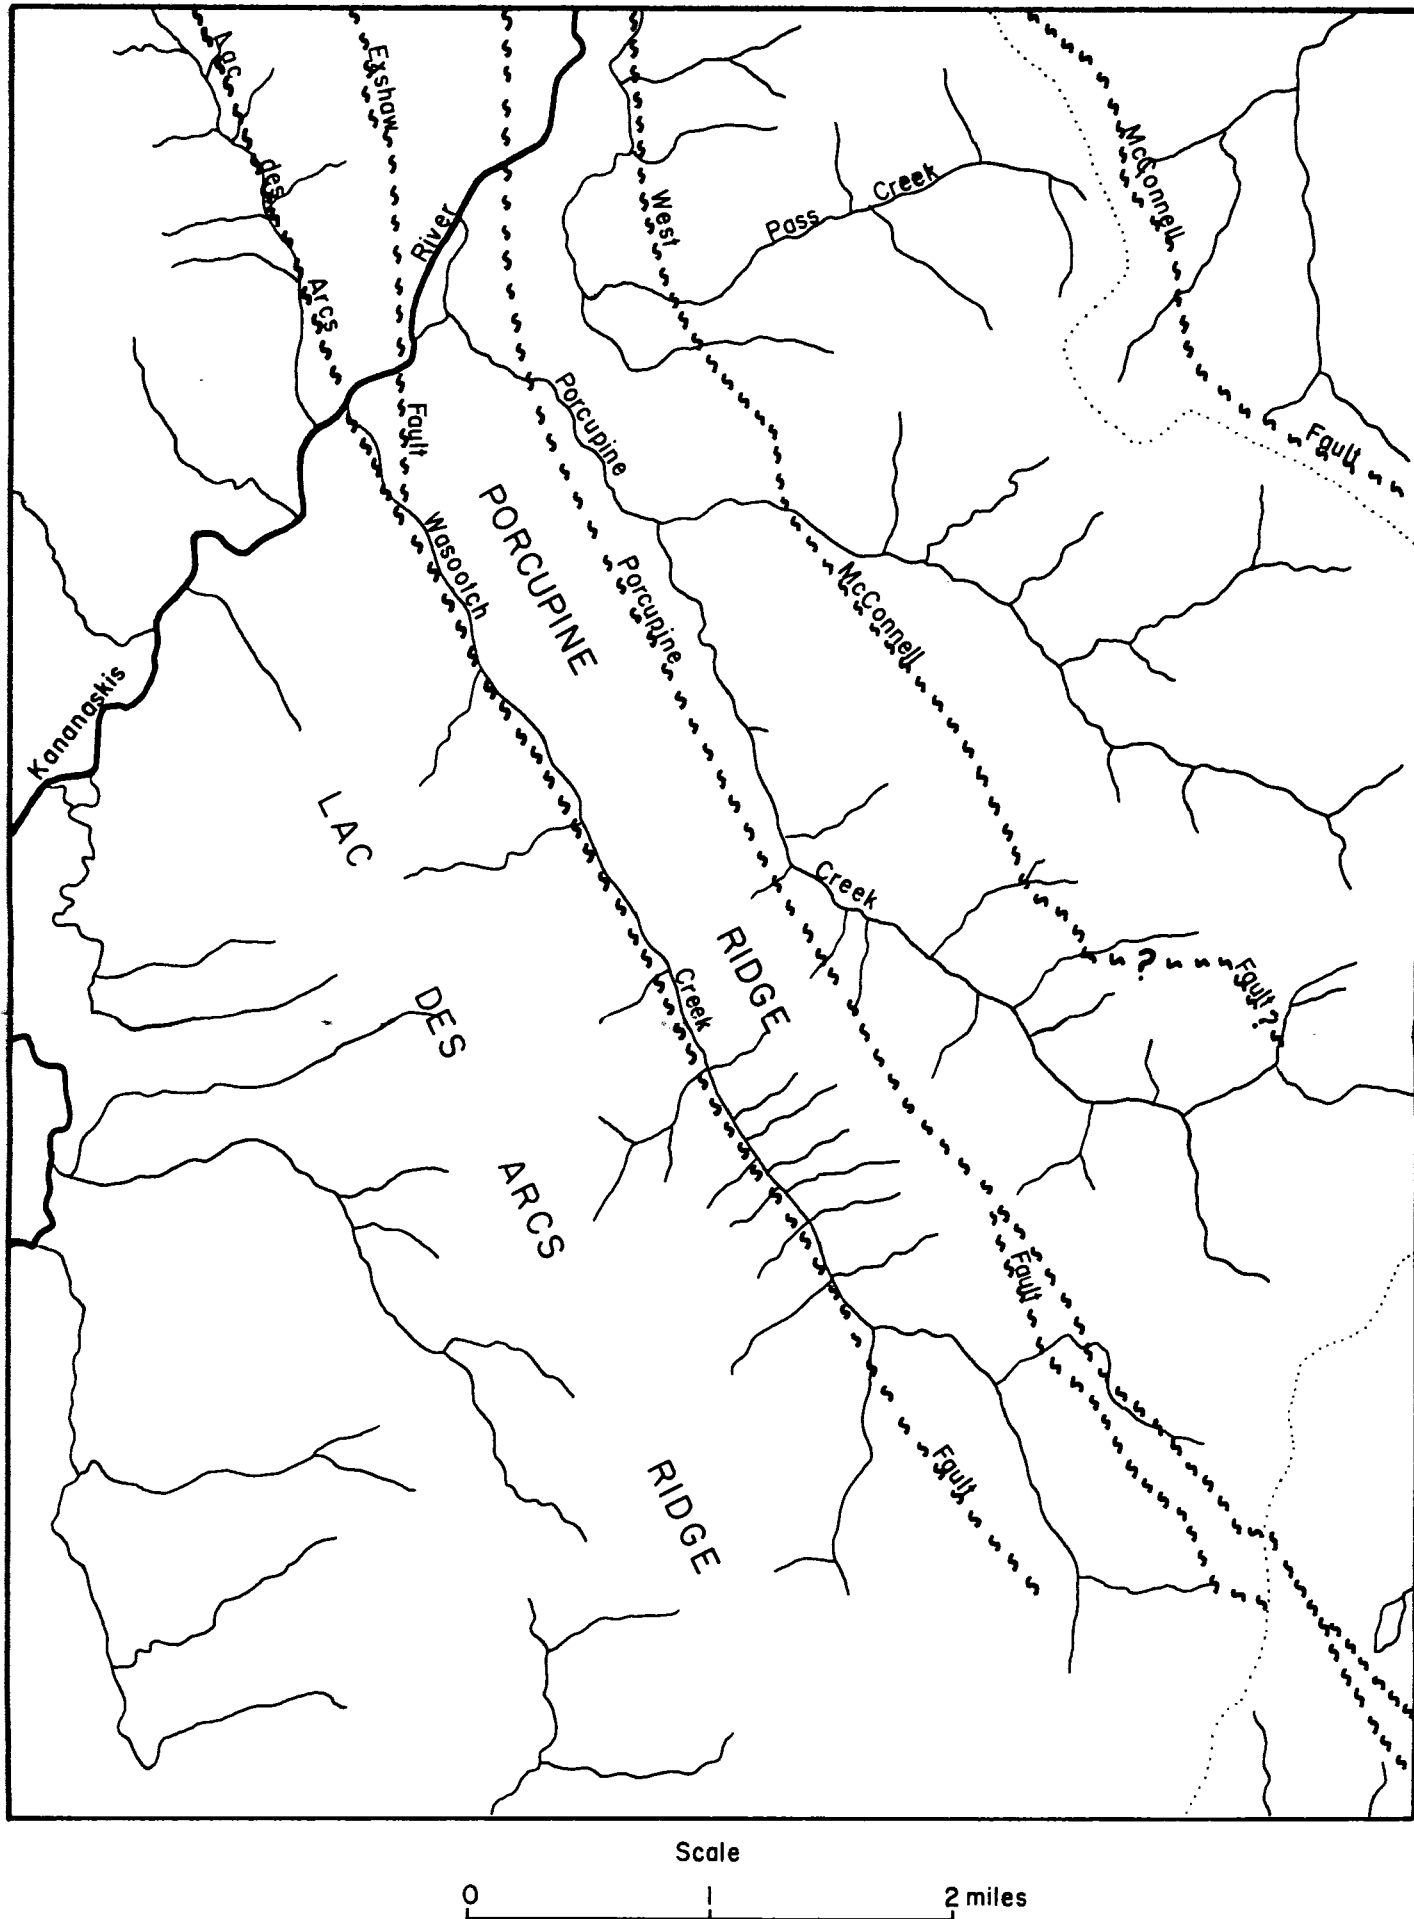 Lac des Arcs Fault
Exshaw Fault
River
West McConnell Fault?
?
Pass Creek
McConnell Fault
Porcupine Creek
Wasootch Creek
PORCUPINE RIDGE
Porcupine Fault
Kananaskis
LAC DES ARCS RIDGE
Scale
0 1 2 miles